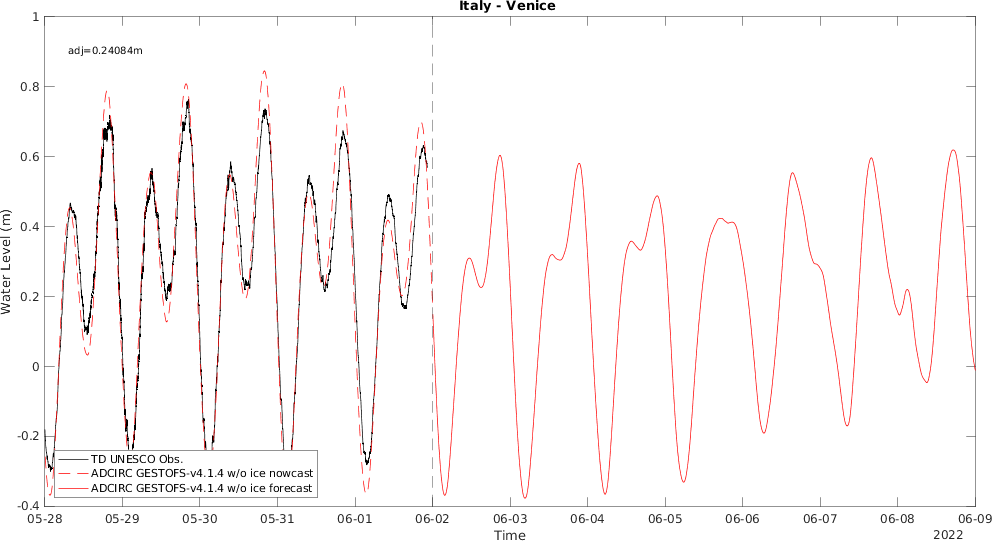 Italy - Venice
adj=0.24084m
Water Level (m)
1
0.8
0.6
0.4
0.2
0
-0.2
-0.4
TD UNESCO Obs.
ADCIRC GESTOFS-v4.1.4 w/o ice nowcast
ADCIRC GESTOFS-v4.1.4 w/o ice forecast
05-28 05-29 05-30 05-31 06-01 06-02 06-03 06-04 06-05 06-06 06-07 06-08 06-09
Time
2022